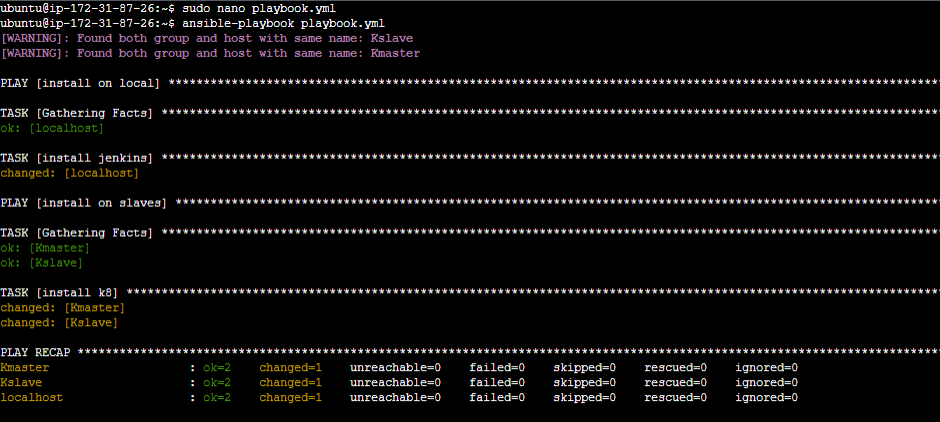 ubuntu@ip-172-31-87-26:~$ sudo nano playbook.yml
ubuntu@ip-172-31-87-26:~$ ansible-playbook playbook.yml
[WARNING]: Found both group and host with same name: Kslave
[WARNING]: Found both group and host with same name: Kmaster
PLAY [install on local] ****************************************************************************************************************
TASK [Gathering Facts] *****************************************************************************************************************
ok: [localhost]
TASK [install jenkins] *****************************************************************************************************************
changed: [localhost]
PLAY [install on slaves] ***************************************************************************************************************
TASK [Gathering Facts] *****************************************************************************************************************
ok: [Kmaster]
ok: [Kslave]
TASK [install k8] **********************************************************************************************************************
changed: [Kmaster]
changed: [Kslave]
PLAY RECAP *****************************************************************************************************************************
Kmaster                    : ok=2    changed=1    unreachable=0    failed=0    skipped=0    rescued=0    ignored=0
Kslave                     : ok=2    changed=1    unreachable=0    failed=0    skipped=0    rescued=0    ignored=0
localhost                  : ok=2    changed=1    unreachable=0    failed=0    skipped=0    rescued=0    ignored=0